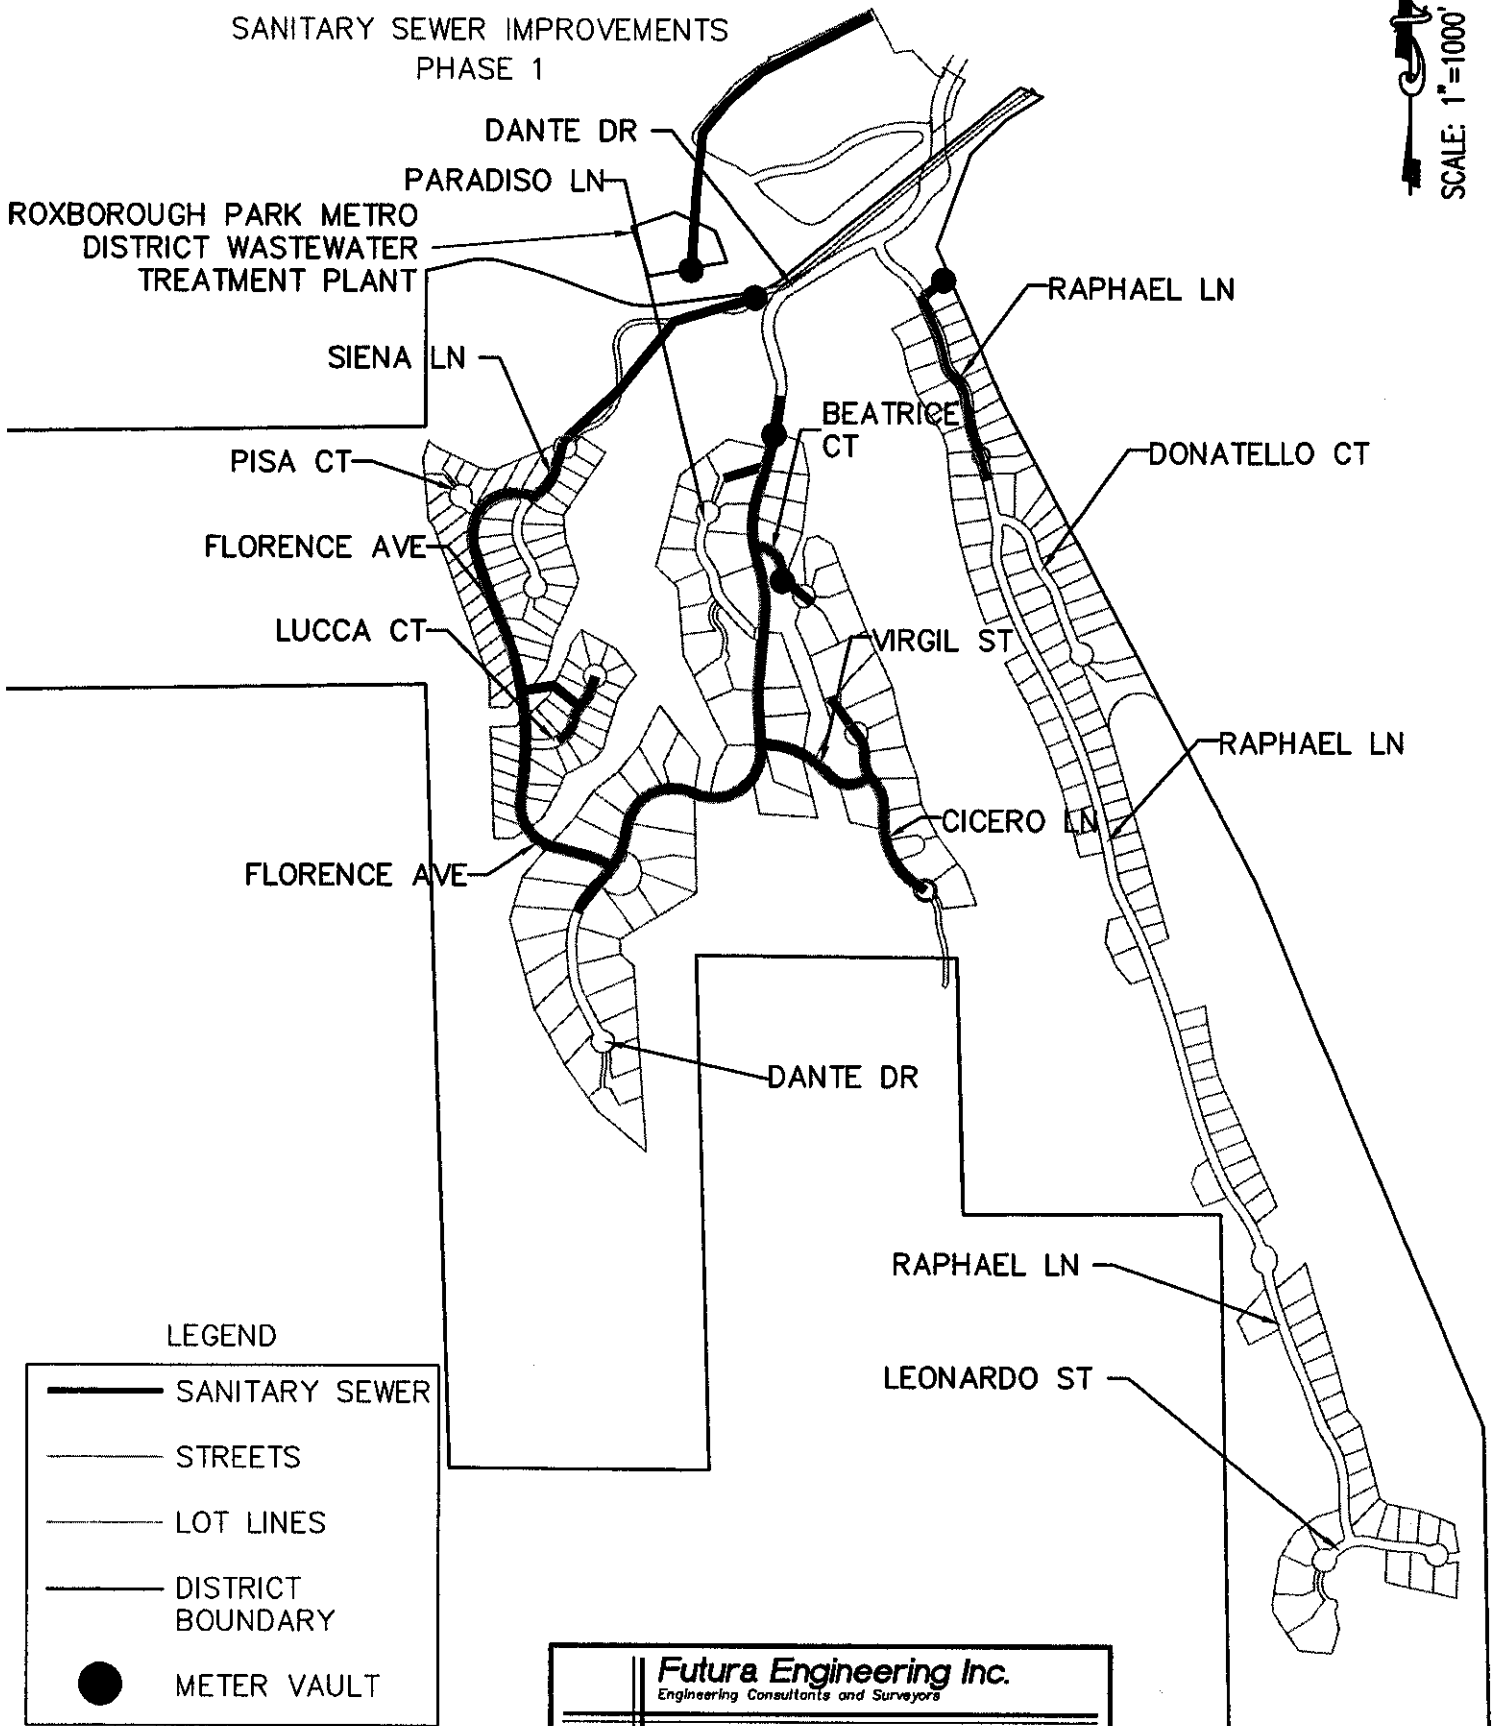 SANITARY SEWER IMPROVEMENTS
PHASE 1
SCALE: 1"=1000'
DANTE DR
PARADISO LN
ROXBOROUGH PARK METRO
DISTRICT WASTEWATER
TREATMENT PLANT
RAPHAEL LN
SIENA LN
BEATRICE
CT
PISA CT
DONATELLO CT
FLORENCE AVE
LUCCA CT
VIRGIL ST
RAPHAEL LN
CICERO LN
FLORENCE AVE
DANTE DR
RAPHAEL LN
LEONARDO ST
LEGEND
SANITARY SEWER
STREETS
LOT LINES
DISTRICT
BOUNDARY
METER VAULT
Futura Engineering Inc.
Engineering Consultants and Surveyors